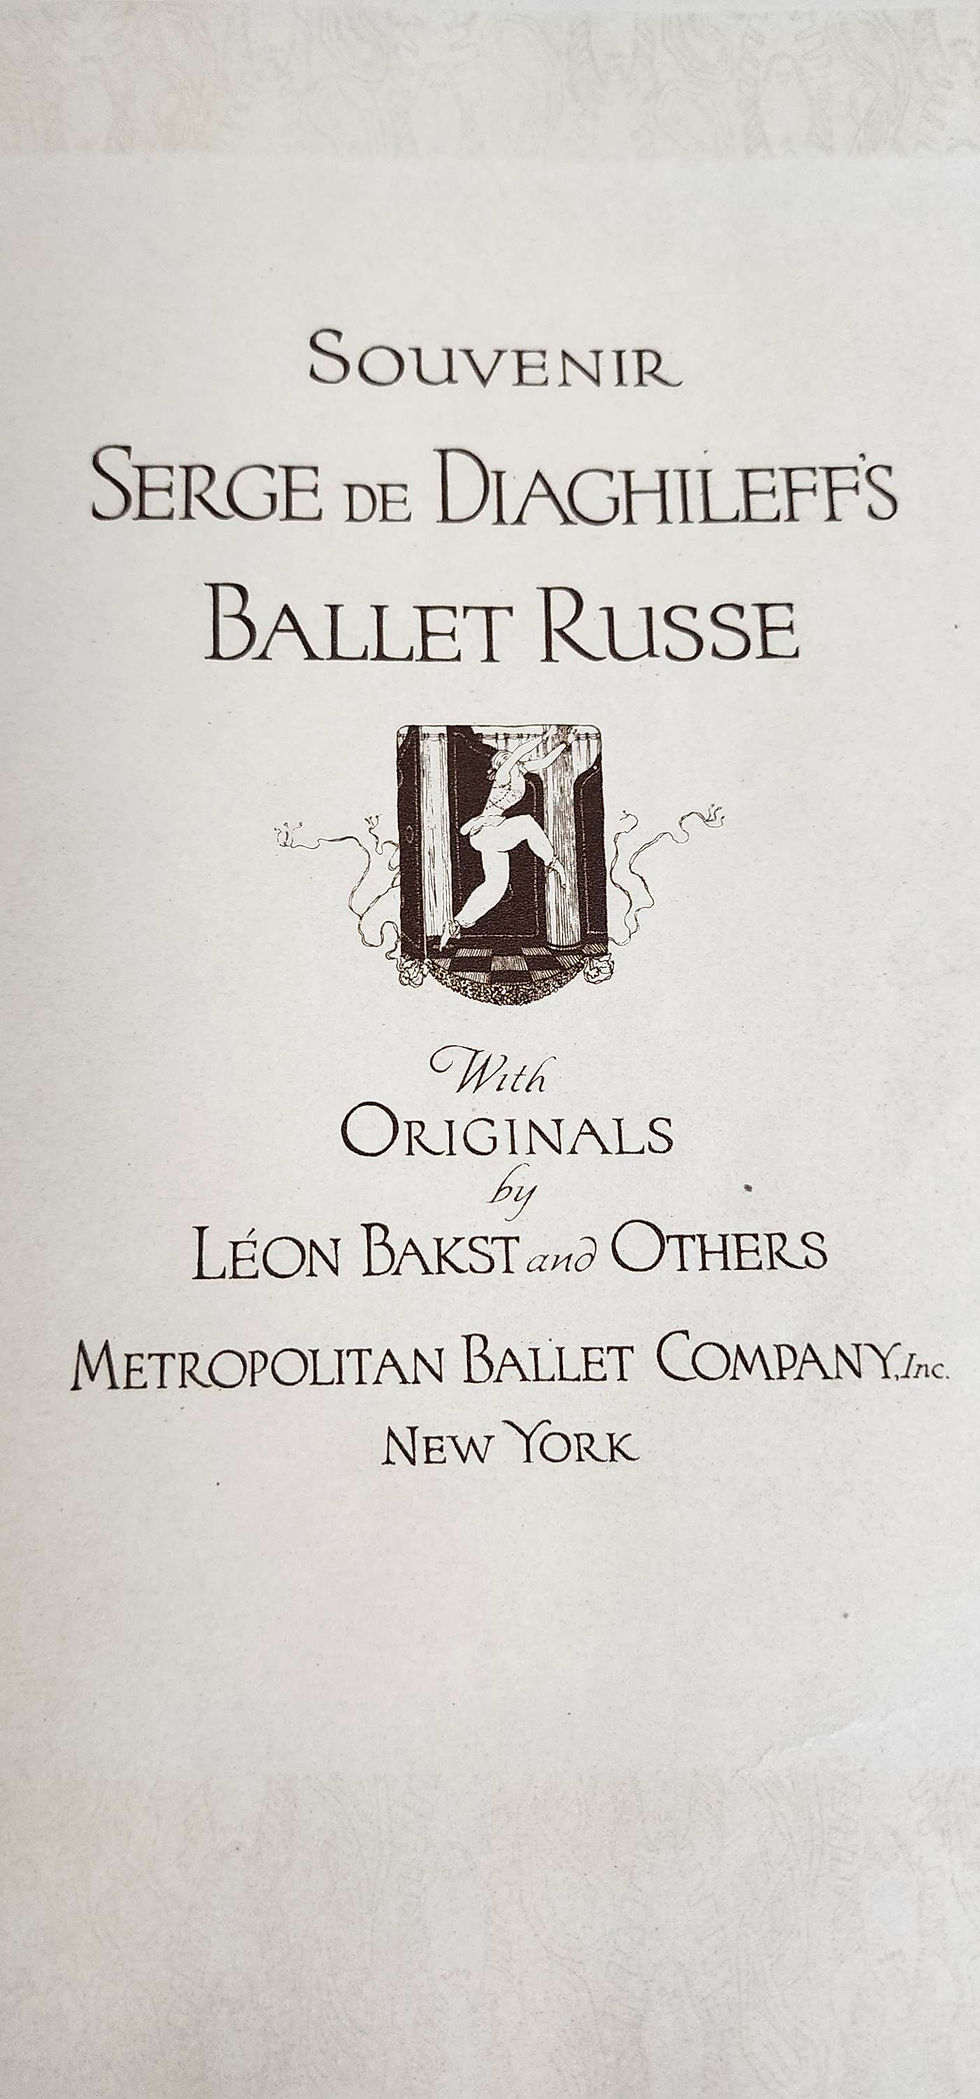 SOUVENIR
SERGE DE DIAGHILEFF'S
BALLET RUSSE
With
ORIGINALS
by
LÉON BAKST and OTHERS
METROPOLITAN BALLET COMPANY, Inc.
NEW YORK